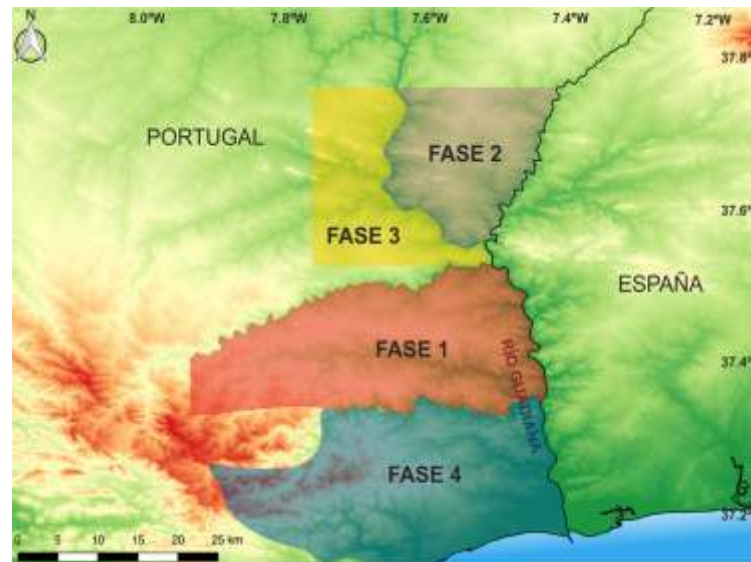 8.0°W 7.8°W 7.6°W 7.4°W 7.2°W
N
37.8°
PORTUGAL
FASE 2
37.6°
FASE 3
ESPAÑA
FASE 1
37.4°
RÍO GUADIANA
FASE 4
37.2°
0 5 10 15 20 25 km